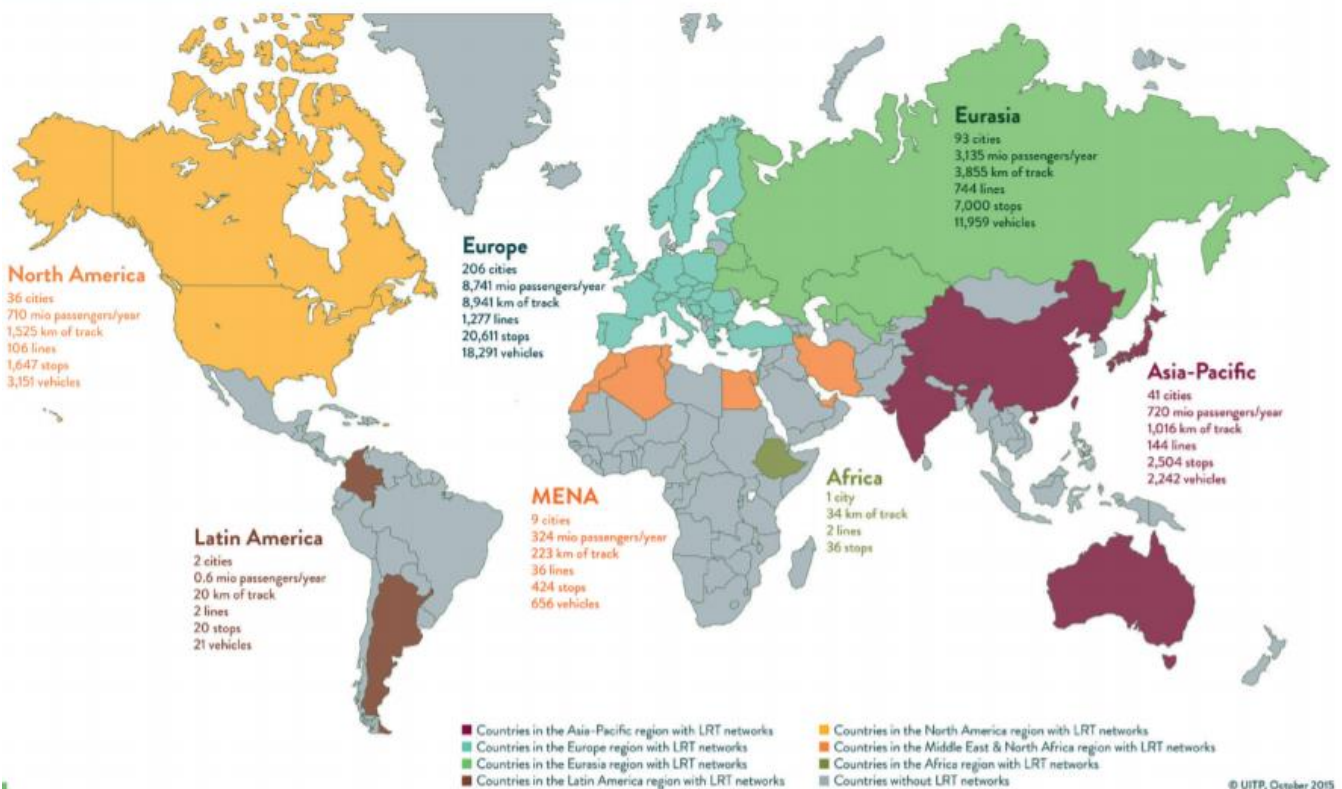 Eurasia
93 cities
3,135 mio passengers/year
3,855 km of track
744 lines
7,000 stops
11,959 vehicles
Europe
206 cities
8,741 mio passengers/year
8,941 km of track
1,277 lines
20,611 stops
18,291 vehicles
North America
36 cities
710 mio passengers/year
1,525 km of track
106 lines
1,647 stops
3,151 vehicles
Asia-Pacific
41 cities
720 mio passengers/year
1,016 km of track
144 lines
2,504 stops
2,242 vehicles
Africa
1 city
34 km of track
2 lines
36 stops
MENA
9 cities
324 mio passengers/year
223 km of track
36 lines
424 stops
656 vehicles
Latin America
2 cities
0.6 mio passengers/year
20 km of track
2 lines
20 stops
21 vehicles
Countries in the Asia-Pacific region with LRT networks
Countries in the Europe region with LRT networks
Countries in the Eurasia region with LRT networks
Countries in the Latin America region with LRT networks
Countries in the North America region with LRT networks
Countries in the Middle East & North Africa region with LRT networks
Countries in the Africa region with LRT networks
Countries without LRT networks
© UITP, October 2015